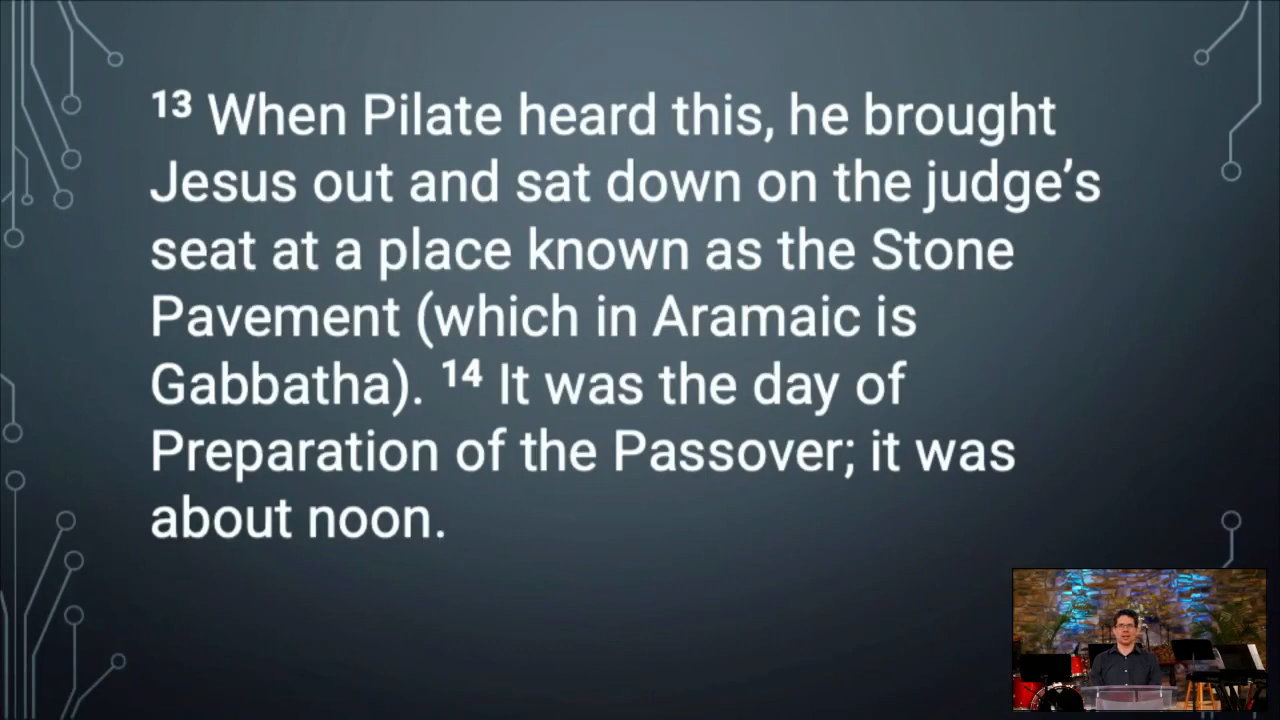 13 When Pilate heard this, he brought
Jesus out and sat down on the judge’s
seat at a place known as the Stone
Pavement (which in Aramaic is
Gabbatha). 14 It was the day of
Preparation of the Passover; it was
about noon.